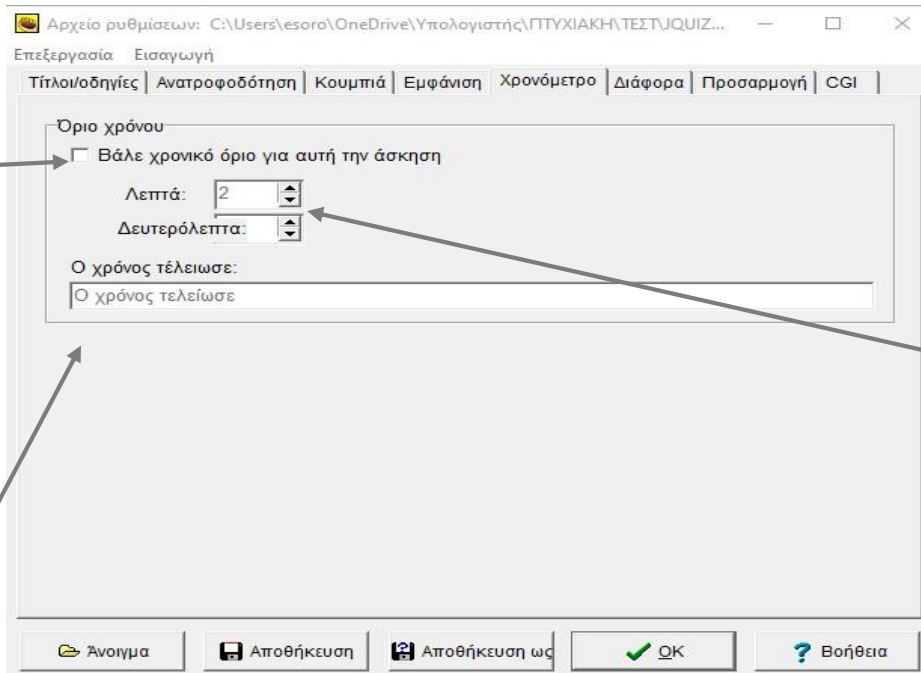 Αρχείο ρυθμίσεων: C:\Users\esoro\OneDrive\Υπολογιστής\ΠΤΥΧΙΑΚΗ\ΤΕΣΤ\JQUIZ...
Επεξεργασία Εισαγωγή
Τίτλοι/οδηγίες Ανατροφοδότηση Κουμπιά Εμφάνιση Χρονόμετρο Διάφορα Προσαρμογή CGI
Όριο χρόνου
Βάλε χρονικό όριο για αυτή την άσκηση
Λεπτά: 2
Δευτερόλεπτα:
Ο χρόνος τέλειωσε:
Ο χρόνος τελείωσε
Άνοιγμα Αποθήκευση Αποθήκευση ως OK Βοήθεια